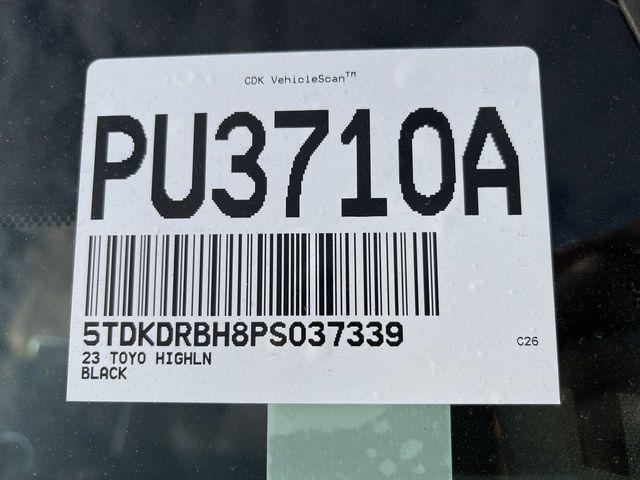 CDK VehicleScan™
PU3710A
5TDKDRBH8PS037339
23 TOYO HIGHLN
C26
BLACK